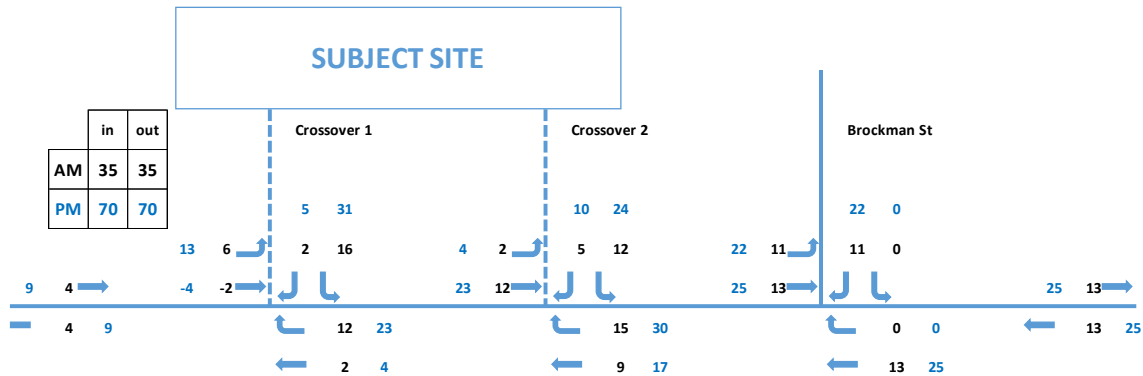 SUBJECT SITE
in out
Crossover 1 Crossover 2 Brockman St
AM 35 35
PM 70 70
5 31 10 24 22 0
13 6 2 16 4 2 5 12 22 11 11 0
9 4 -4 -2 23 12 25 13 25 13
4 9 12 23 15 30 0 0 13 25
2 4 9 17 13 25